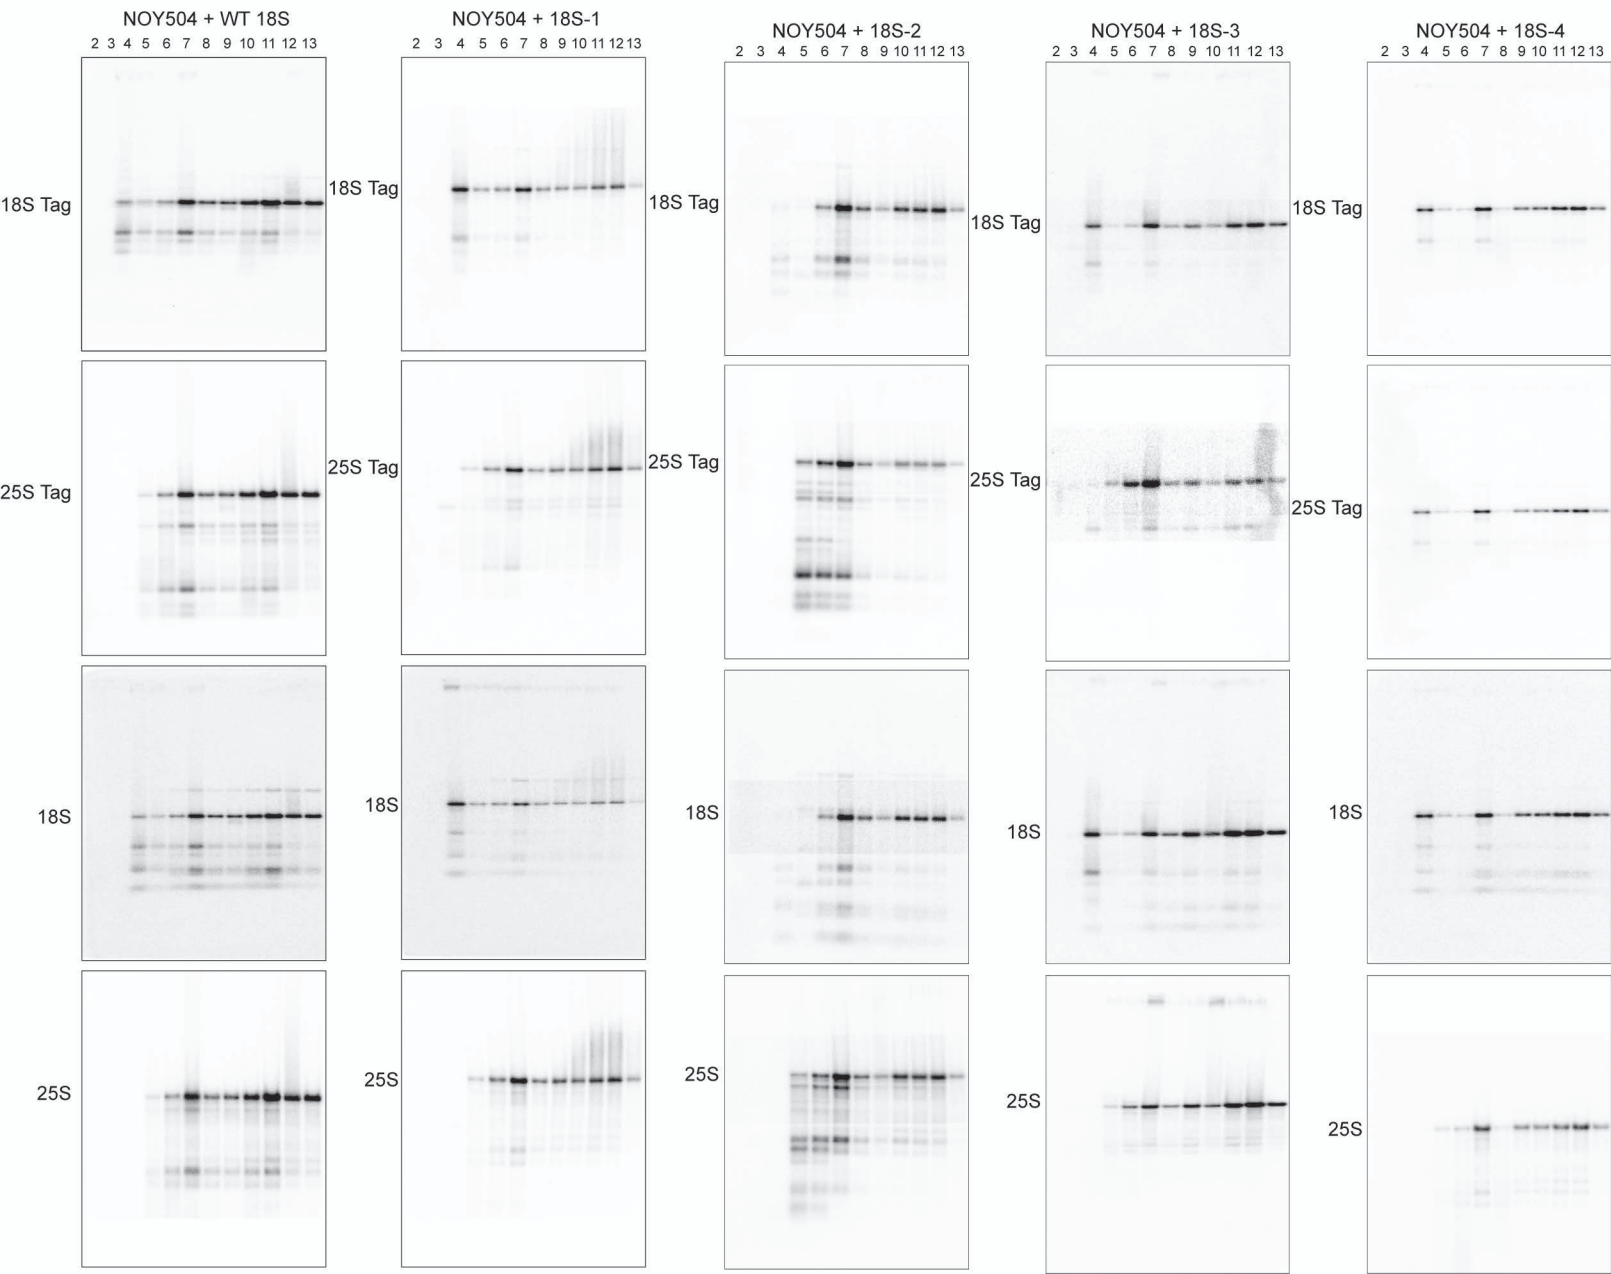 NOY504 + WT 18S
2 3 4 5 6 7 8 9 10 11 12 13
NOY504 + 18S-1
2 3 4 5 6 7 8 9 10 11 12 13
NOY504 + 18S-2
2 3 4 5 6 7 8 9 10 11 12 13
NOY504 + 18S-3
2 3 4 5 6 7 8 9 10 11 12 13
NOY504 + 18S-4
2 3 4 5 6 7 8 9 10 11 12 13
18S Tag
18S Tag
18S Tag
18S Tag
18S Tag
25S Tag
25S Tag
25S Tag
25S Tag
25S Tag
18S
18S
18S
18S
18S
25S
25S
25S
25S
25S